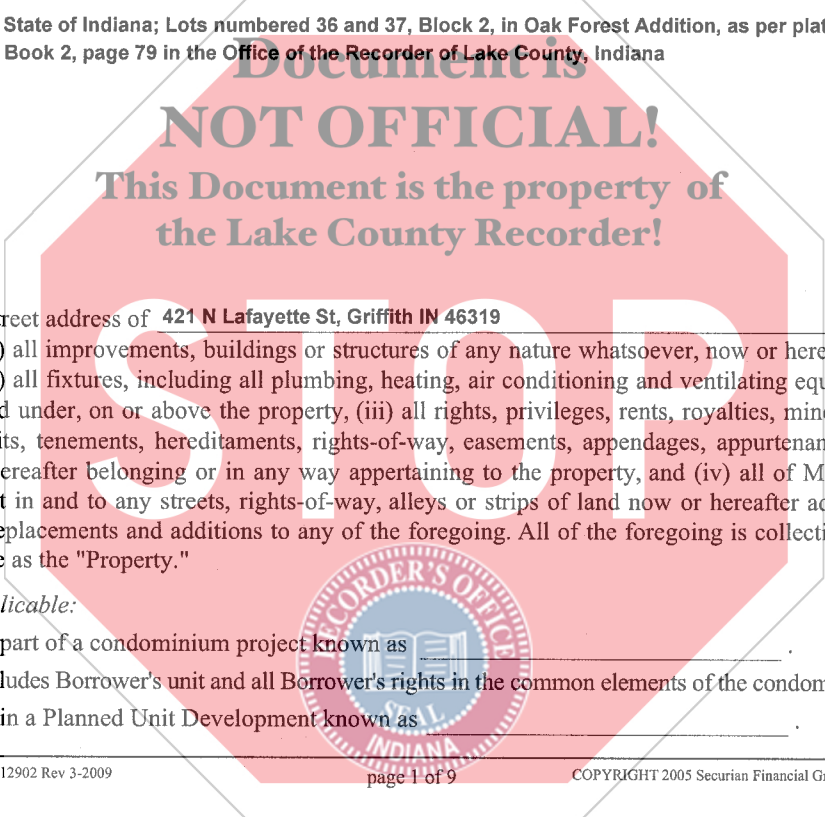 State of Indiana; Lots numbered 36 and 37, Block 2, in Oak Forest Addition, as per plat
Book 2, page 79 in the Office of the Recorder of Lake County, Indiana
Document is
NOT OFFICIAL!
This Document is the property of
the Lake County Recorder!
STOP
reet address of 421 N Lafayette St, Griffith IN 46319
) all improvements, buildings or structures of any nature whatsoever, now or here
) all fixtures, including all plumbing, heating, air conditioning and ventilating equ
d under, on or above the property, (iii) all rights, privileges, rents, royalties, min
its, tenements, hereditaments, rights-of-way, easements, appendages, appurtenan
ereafter belonging or in any way appertaining to the property, and (iv) all of M
t in and to any streets, rights-of-way, alleys or strips of land now or hereafter ad
eplacements and additions to any of the foregoing. All of the foregoing is collecti
e as the "Property."
licable:
part of a condominium project known as .
ludes Borrower's unit and all Borrower's rights in the common elements of the condom
in a Planned Unit Development known as .
RECORDER'S OFFICE
SEAL
INDIANA
12902 Rev 3-2009 page 1 of 9 COPYRIGHT 2005 Securian Financial Gr